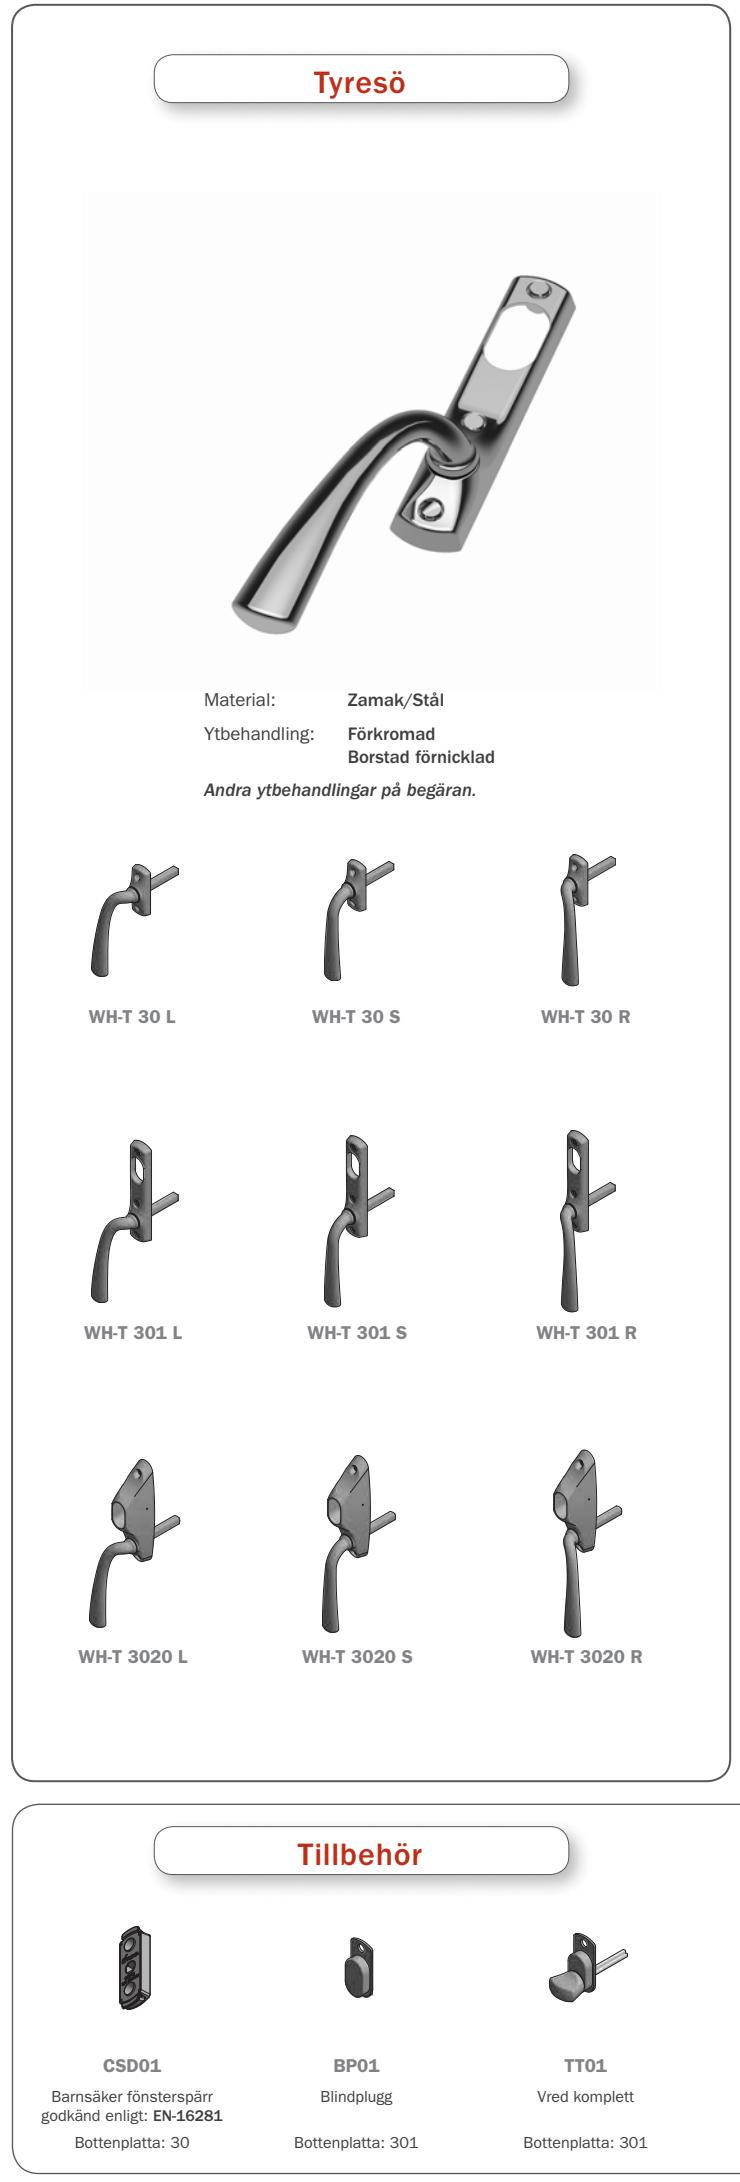 Tyresö
Material: Zamak/Stål
Ytbehandling: Förkromad
Borstad förnicklad
Andra ytbehandlingar på begäran.
WH-T 30 L WH-T 30 S WH-T 30 R
WH-T 301 L WH-T 301 S WH-T 301 R
WH-T 3020 L WH-T 3020 S WH-T 3020 R
Tillbehör
CSD01 BP01 TT01
Barnsäker fönsterspärr Blindplugg Vred komplett
godkänd enligt: EN-16281
Bottenplatta: 30 Bottenplatta: 301 Bottenplatta: 301